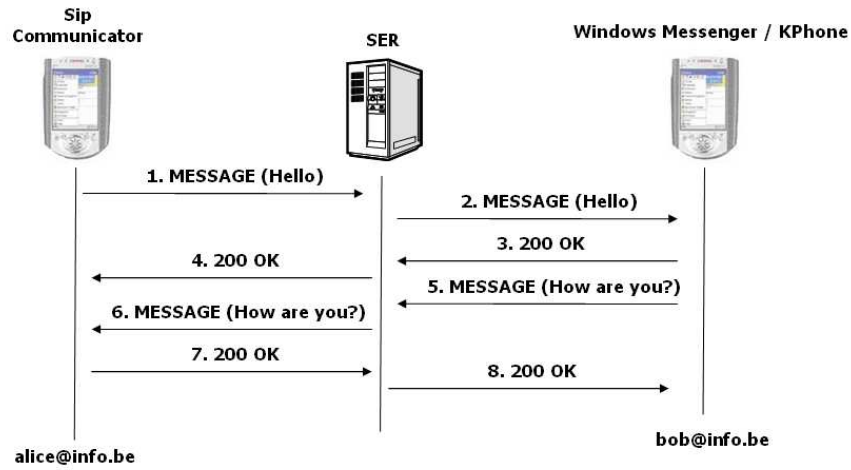 Sip
Communicator
SER
Windows Messenger / KPhone
1. MESSAGE (Hello)
2. MESSAGE (Hello)
3. 200 OK
4. 200 OK
5. MESSAGE (How are you?)
6. MESSAGE (How are you?)
7. 200 OK
8. 200 OK
bob@info.be
alice@info.be